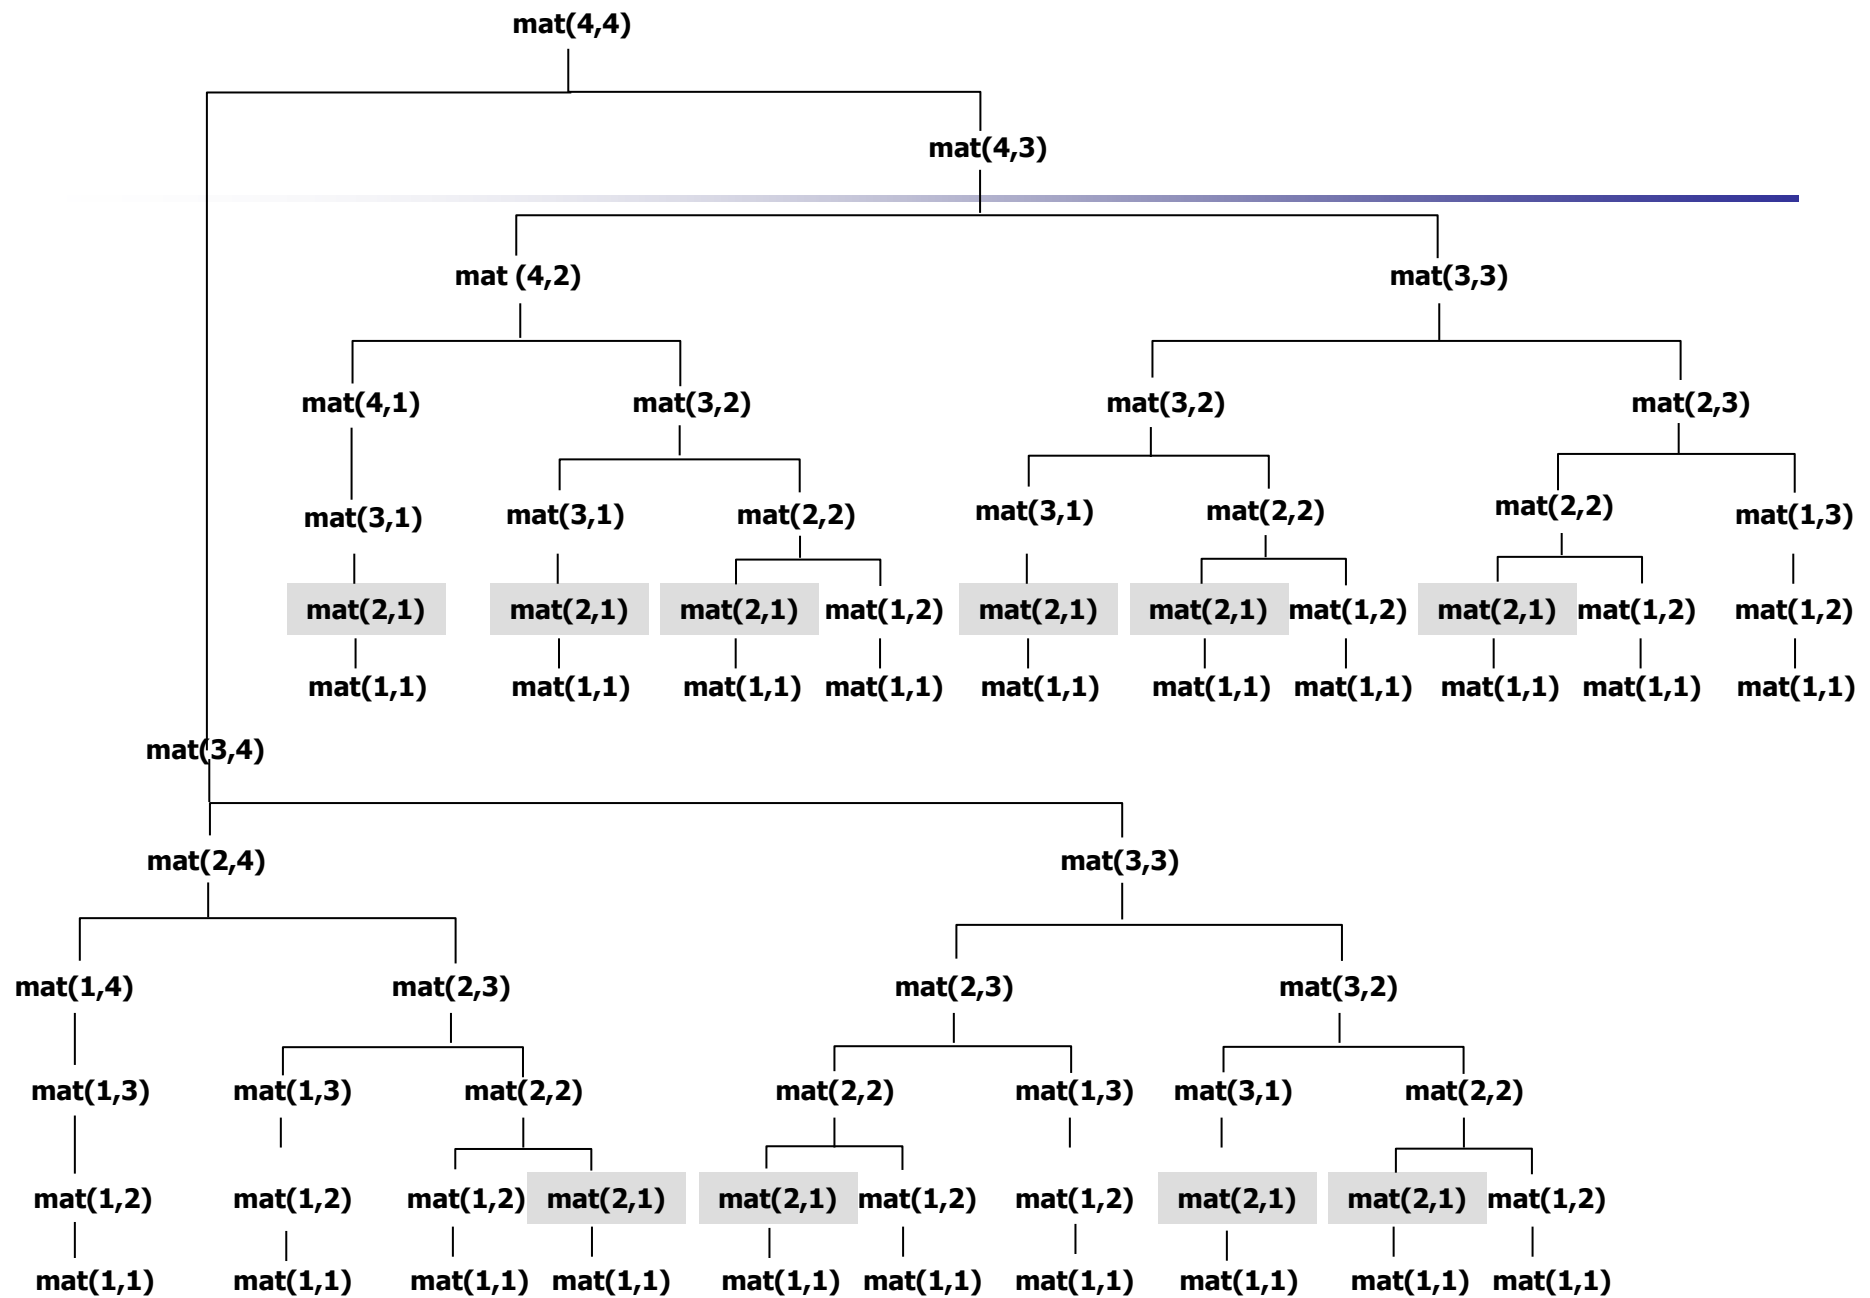 mat(4,4)
mat(4,3)
mat (4,2) mat(3,3)
mat(4,1) mat(3,2) mat(3,2) mat(2,3)
mat(3,1) mat(3,1) mat(2,2) mat(3,1) mat(2,2) mat(2,2) mat(1,3)
mat(2,1) mat(2,1) mat(2,1) mat(1,2) mat(2,1) mat(2,1) mat(1,2) mat(2,1) mat(1,2) mat(1,2)
mat(1,1) mat(1,1) mat(1,1) mat(1,1) mat(1,1) mat(1,1) mat(1,1) mat(1,1) mat(1,1) mat(1,1)
mat(3,4)
mat(2,4) mat(3,3)
mat(1,4) mat(2,3) mat(2,3) mat(3,2)
mat(1,3) mat(1,3) mat(2,2) mat(2,2) mat(1,3) mat(3,1) mat(2,2)
mat(1,2) mat(1,2) mat(1,2) mat(2,1) mat(2,1) mat(1,2) mat(1,2) mat(2,1) mat(2,1) mat(1,2)
mat(1,1) mat(1,1) mat(1,1) mat(1,1) mat(1,1) mat(1,1) mat(1,1) mat(1,1) mat(1,1) mat(1,1)